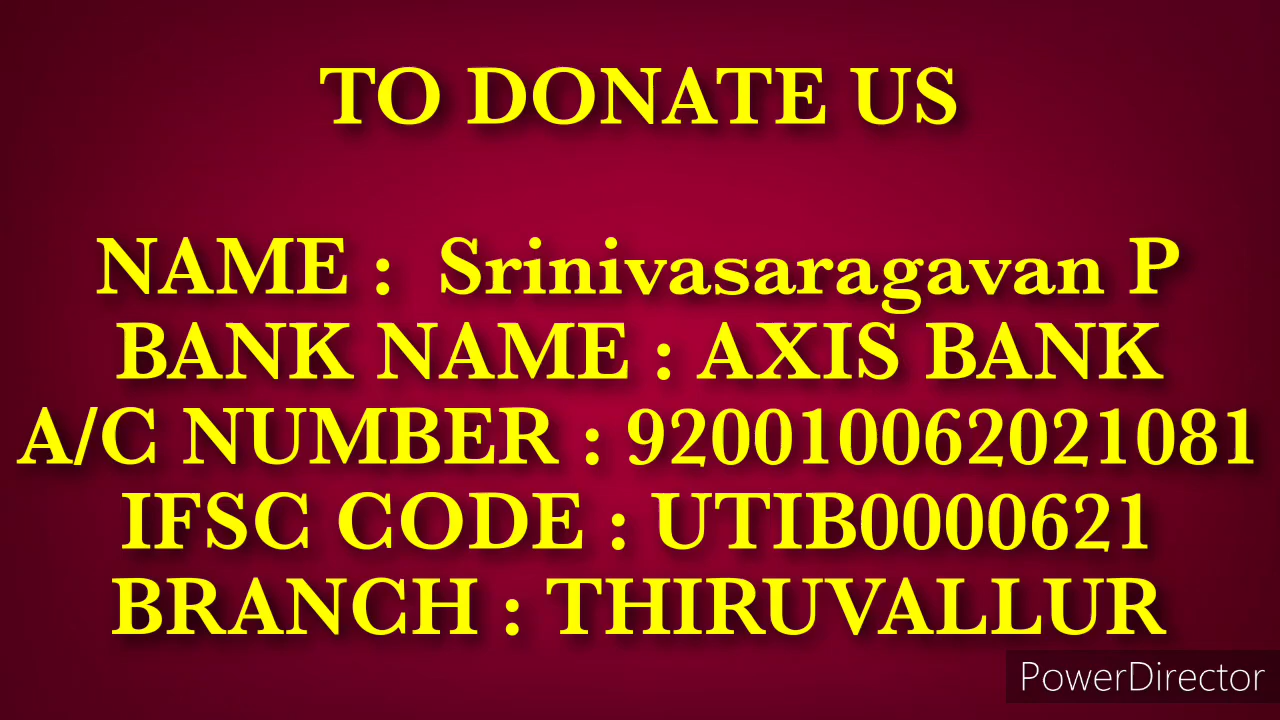 TO DONATE US
NAME :  Srinivasaragavan P
BANK NAME : AXIS BANK
A/C NUMBER : 920010062021081
IFSC CODE : UTIB0000621
BRANCH : THIRUVALLUR
PowerDirector